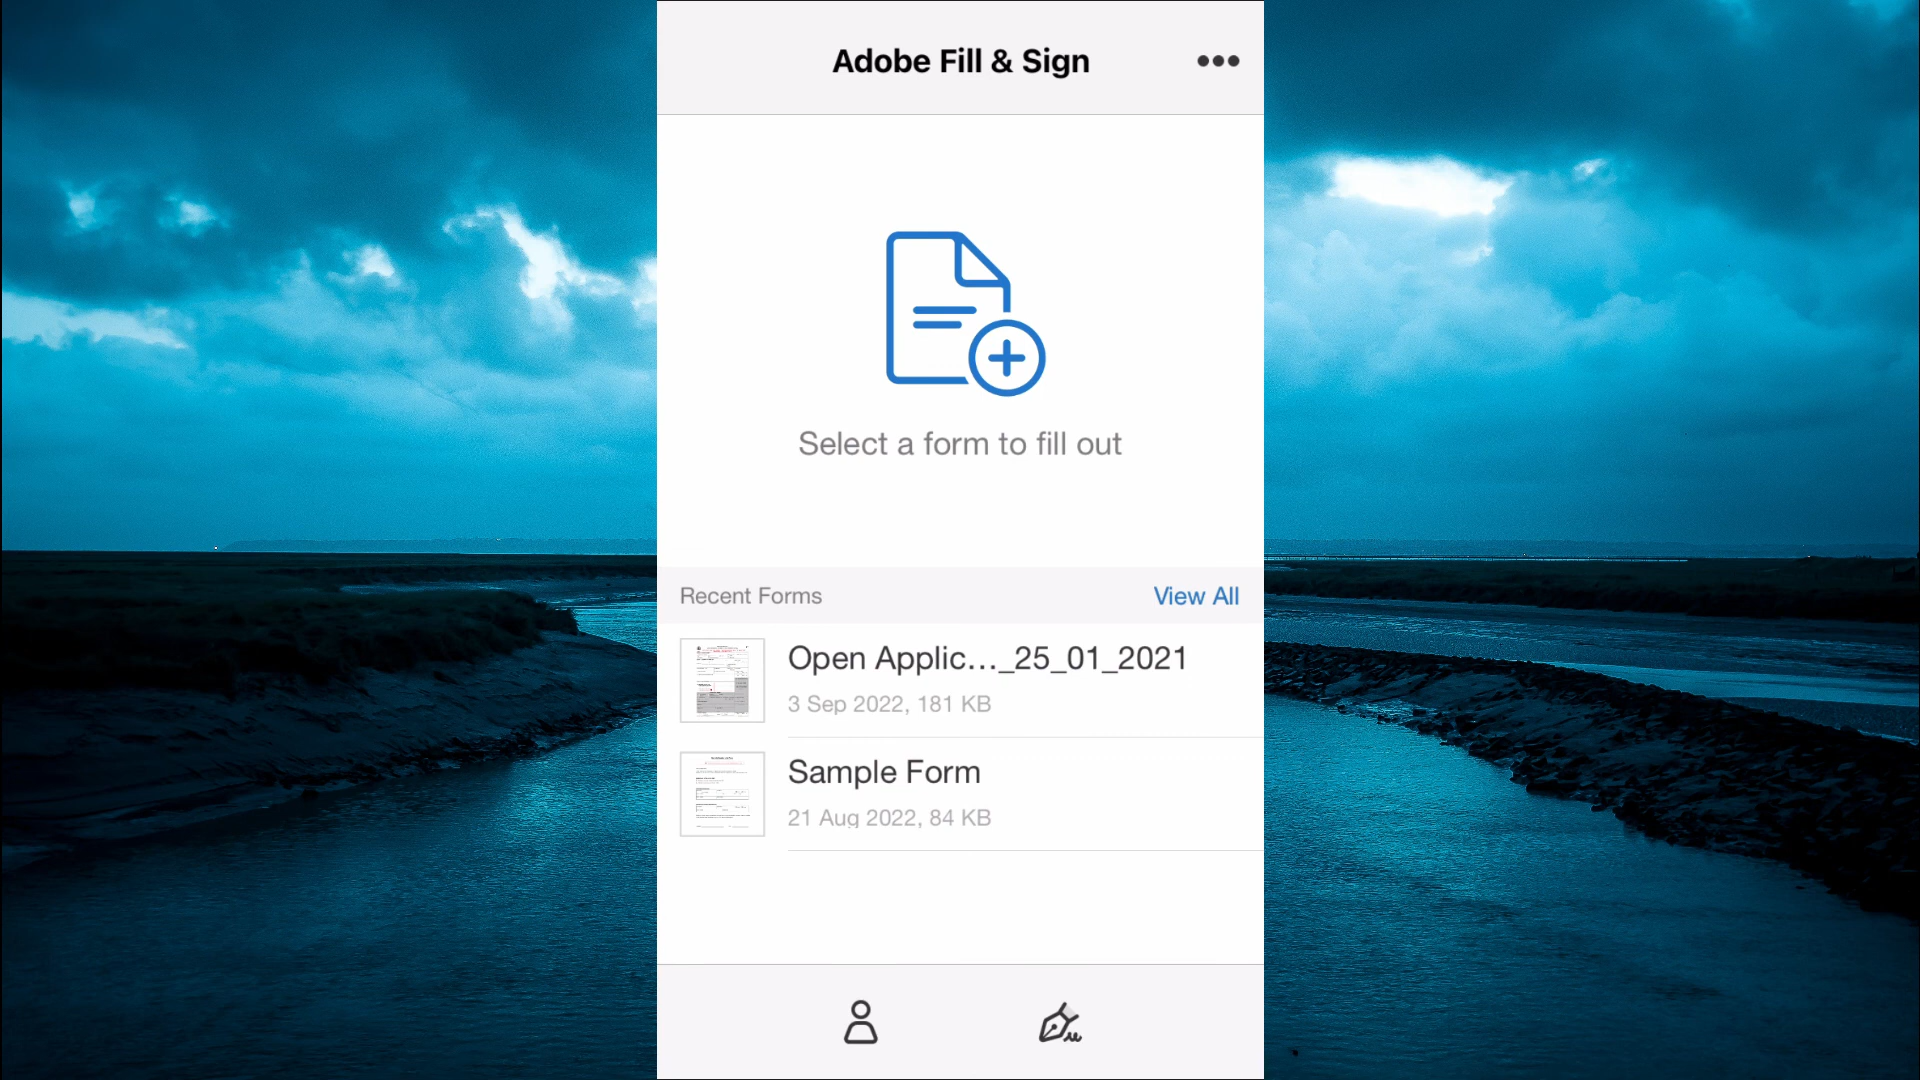 Adobe Fill & Sign
Select a form to fill out
Recent Forms
View All
Open Applic..._25_01_2021
3 Sep 2022, 181 KB
Sample Form
21 Aug 2022, 84 KB